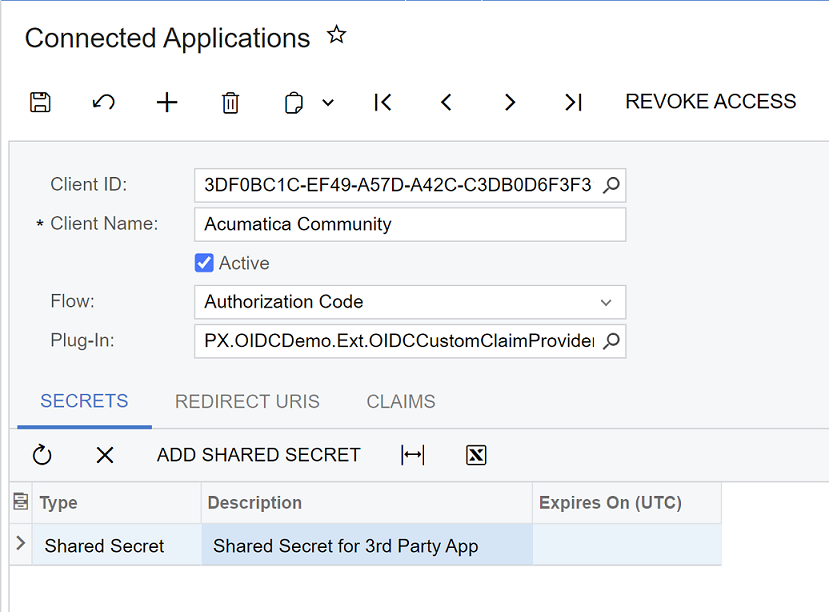 Connected Applications
REVOKE ACCESS
Client ID: 3DF0BC1C-EF49-A57D-A42C-C3DB0D6F3F3
* Client Name: Acumatica Community
Active
Flow: Authorization Code
Plug-In: PX.OIDCDemo.Ext.OIDCCustomClaimProvider
SECRETS REDIRECT URIS CLAIMS
ADD SHARED SECRET
Type Description Expires On (UTC)
Shared Secret Shared Secret for 3rd Party App